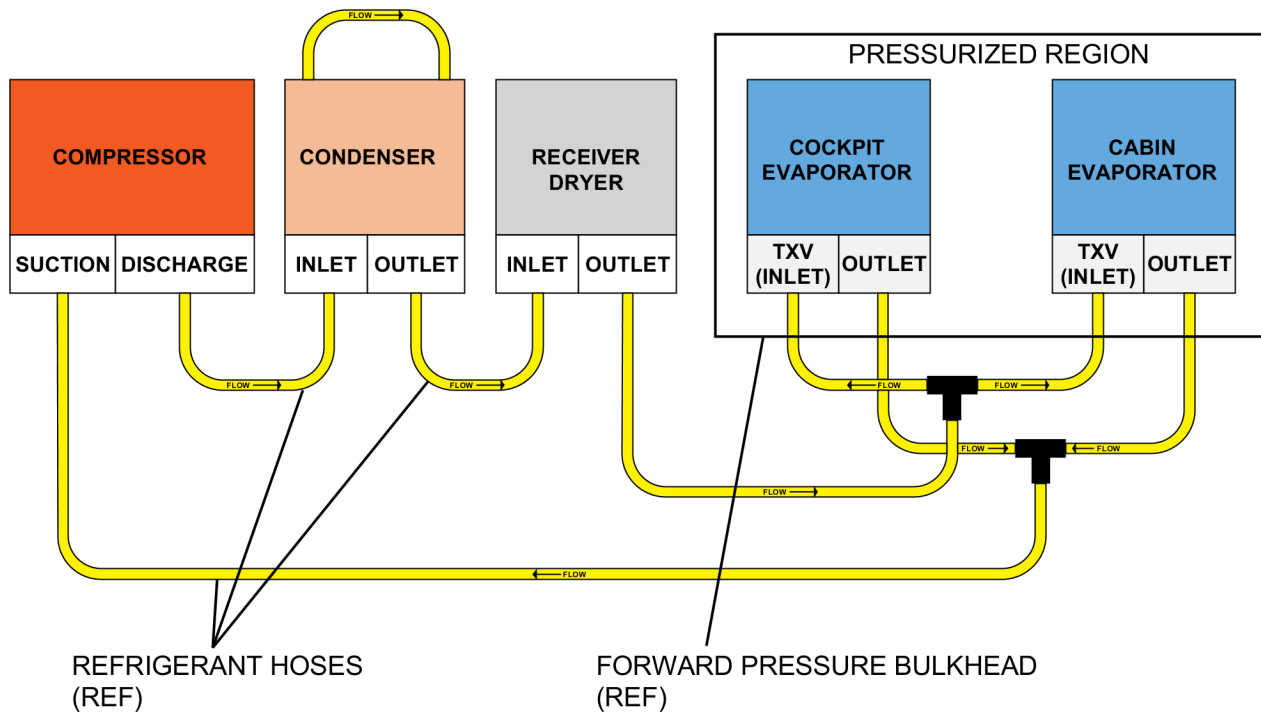 FLOW
PRESSURIZED REGION
COMPRESSOR
CONDENSER
RECEIVER
DRYER
COCKPIT
EVAPORATOR
CABIN
EVAPORATOR
SUCTION
DISCHARGE
INLET
OUTLET
INLET
OUTLET
TXV
(INLET)
OUTLET
TXV
(INLET)
OUTLET
FLOW
FLOW
FLOW
FLOW
FLOW
FLOW
FLOW
FLOW
REFRIGERANT HOSES
(REF)
FORWARD PRESSURE BULKHEAD
(REF)